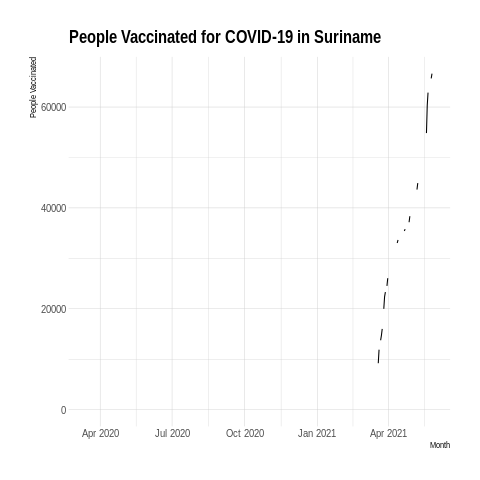 People Vaccinated for COVID-19 in Suriname
People Vaccinated
60000
40000
20000
0
Apr 2020 Jul 2020 Oct 2020 Jan 2021 Apr 2021
Month